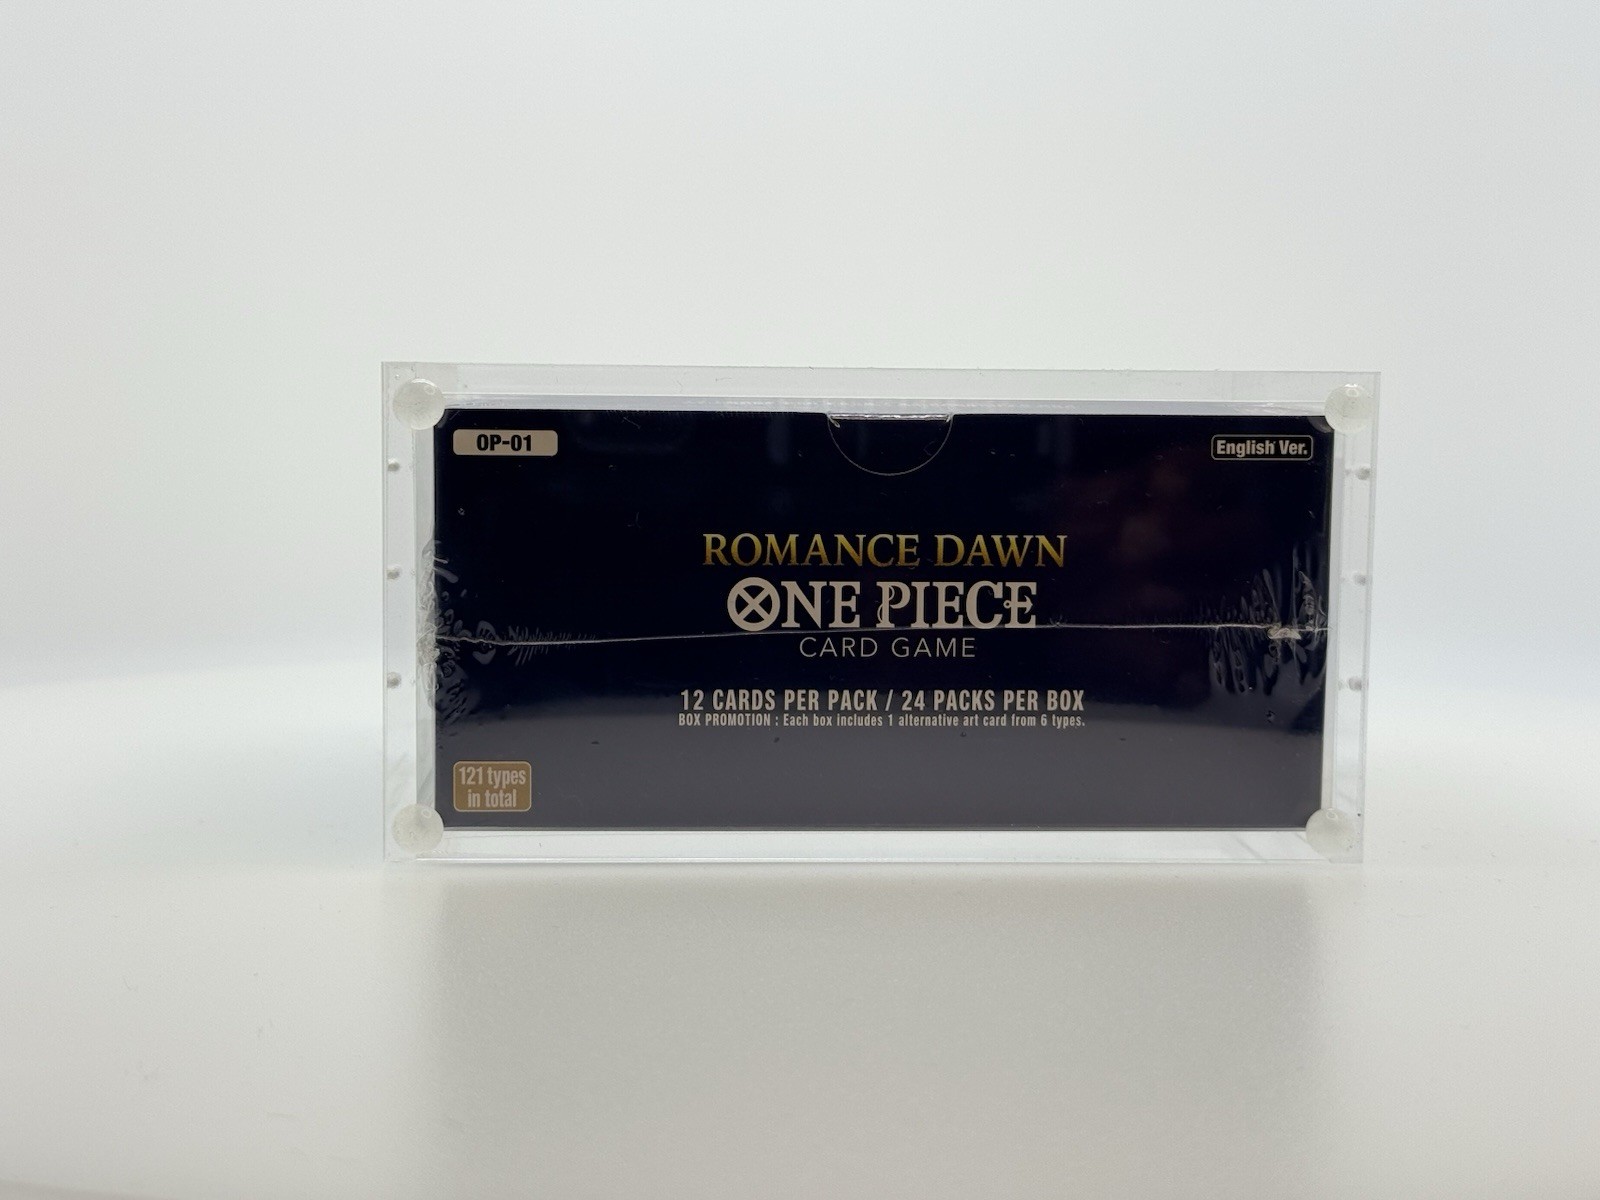 OP-01
English Ver.
ROMANCE DAWN
ONE PIECE
CARD GAME
12 CARDS PER PACK / 24 PACKS PER BOX
BOX PROMOTION : Each box includes 1 alternative art card from 6 types.
121 types
in total